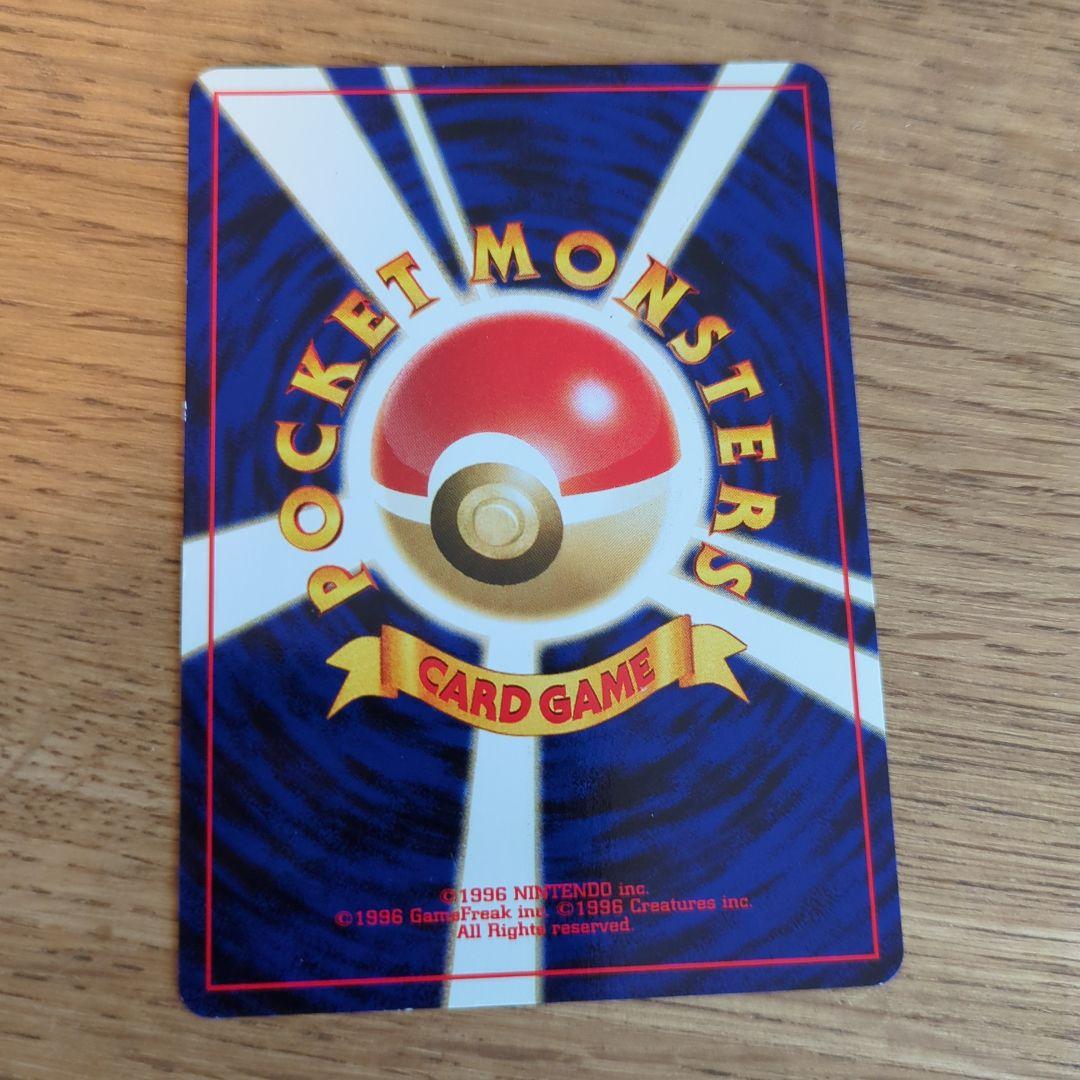 POCKET MONSTERS
CARD GAME
©1996 NINTENDO inc.
©1996 GameFreak inc. ©1996 Creatures inc.
All Rights reserved.